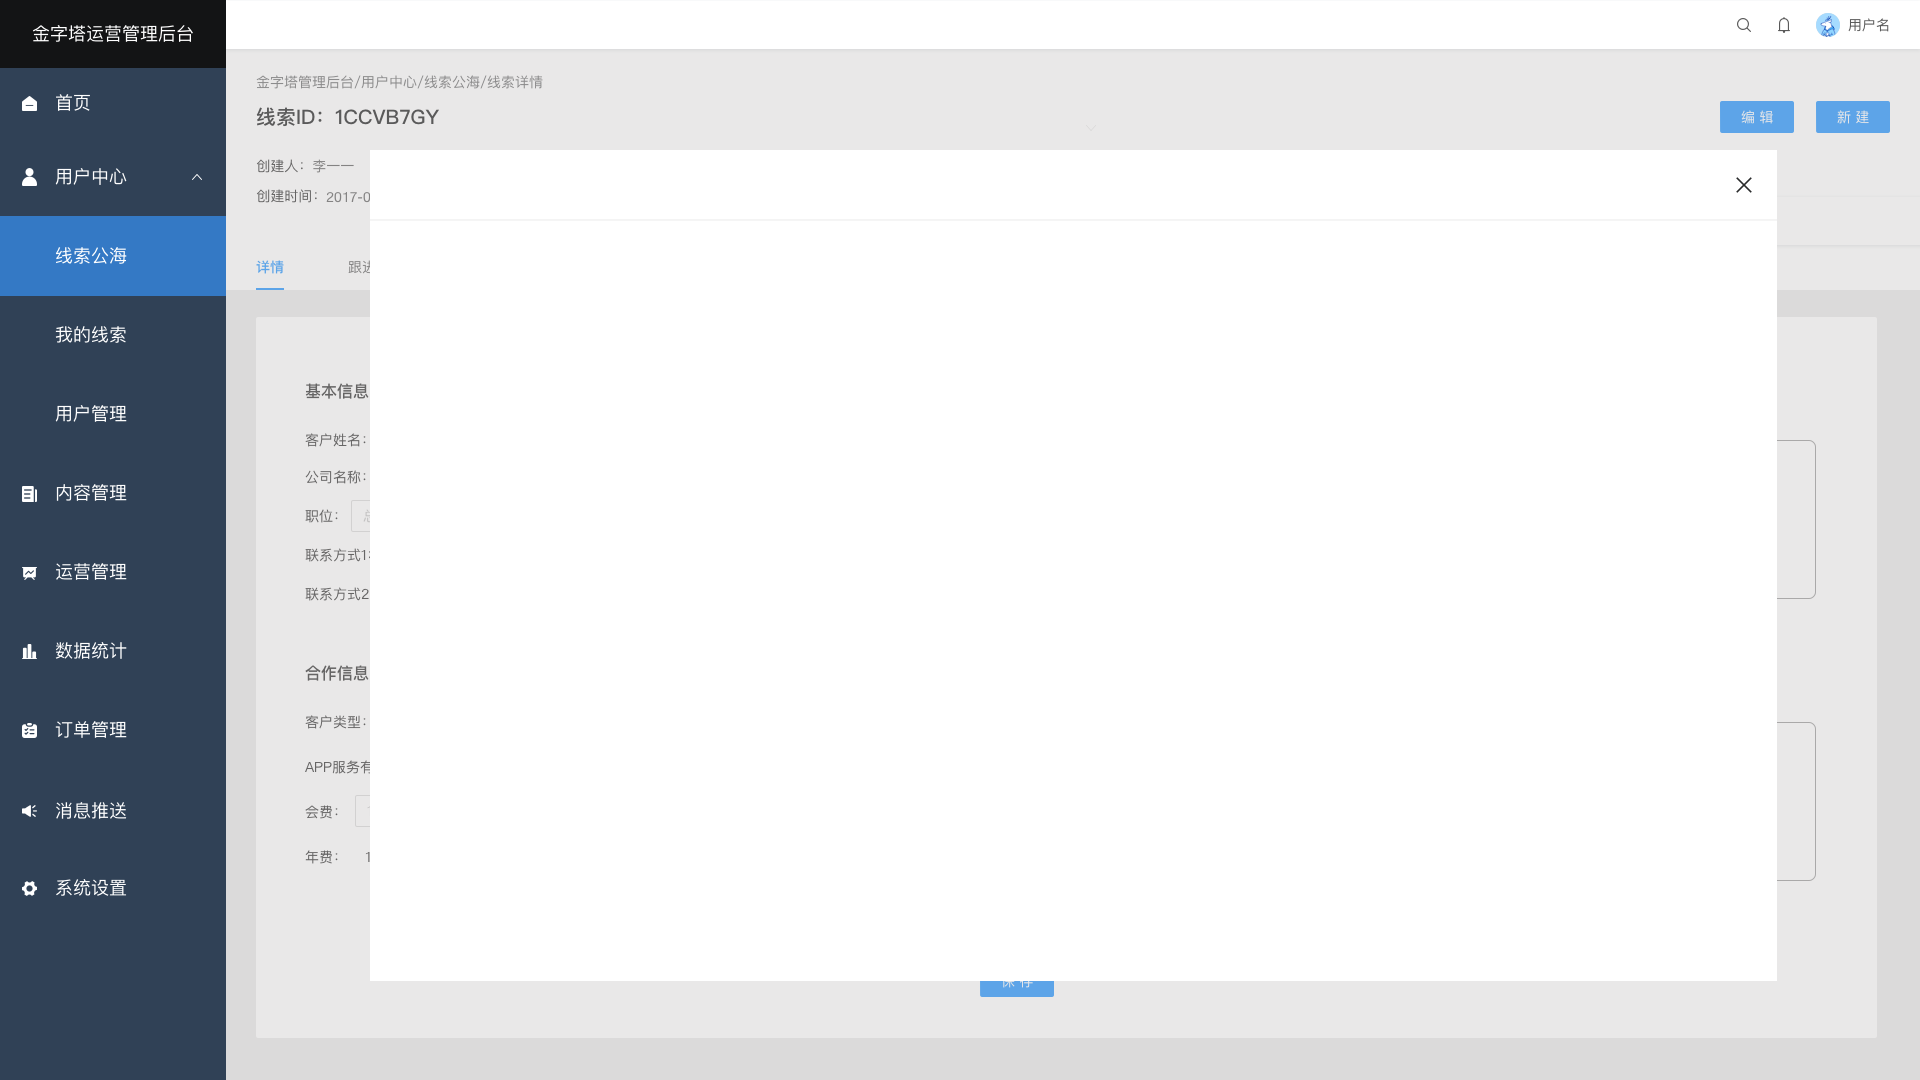 金字塔运营管理后台
用户名
首页
用户中心
线索公海
我的线索
用户管理
内容管理
运营管理
数据统计
订单管理
消息推送
系统设置
金字塔管理后台/用户中心/线索公海/线索详情
线索ID：1CCVB7GY
编 辑
新 建
创建人：李一一
创建时间：2017-0
详情
跟进
基本信息
客户姓名：
公司名称：
职位：
联系方式1
联系方式2
合作信息
客户类型：
APP服务有
会费：
年费：
1
保 存